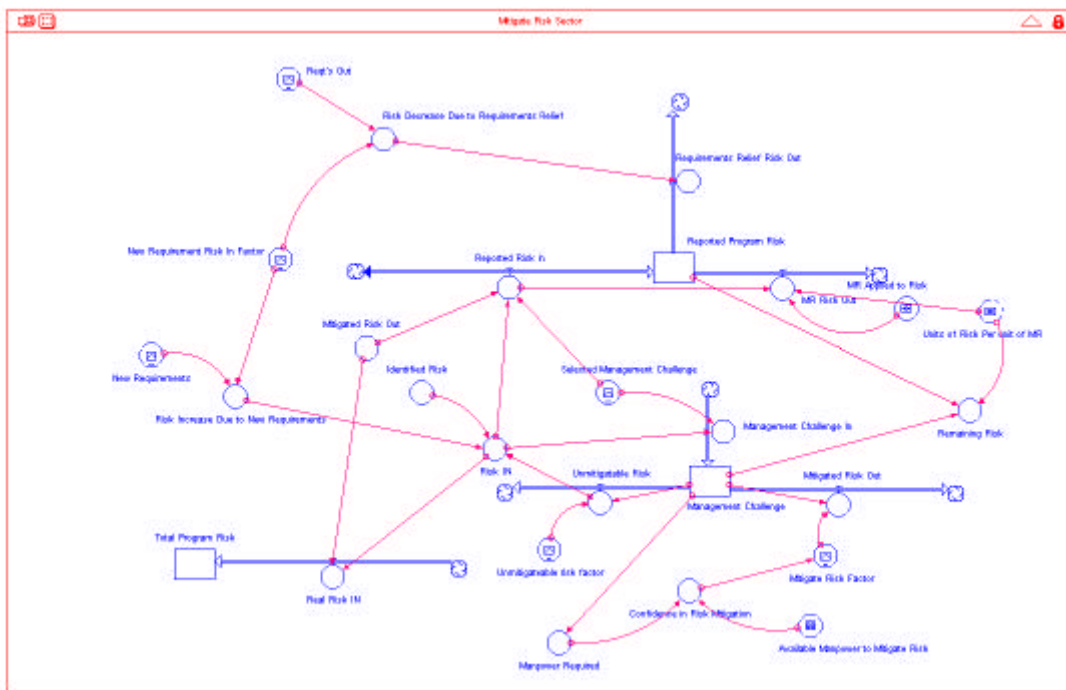 Mitigate Risk Sector
Reqt's Out
Risk Decrease Due to Requirements Relief
Requirements Relief Risk Out
New Requirement Risk In Factor
Reported Risk In
Reported Program Risk
MR Applied to Risk
MR Risk Out
Units of Risk Per unit of MR
Mitigated Risk Out
Identified Risk
Selected Management Challenge
New Requirements
Risk Increase Due to New Requirements
Management Challenge In
Remaining Risk
Risk IN
Unmitigatable Risk
Mitigated Risk Out
Management Challenge
Total Program Risk
Unmitigateable risk factor
Mitigate Risk Factor
Real Risk IN
Confidence in Risk Mitigation
Available Manpower to Mitigate Risk
Manpower Required